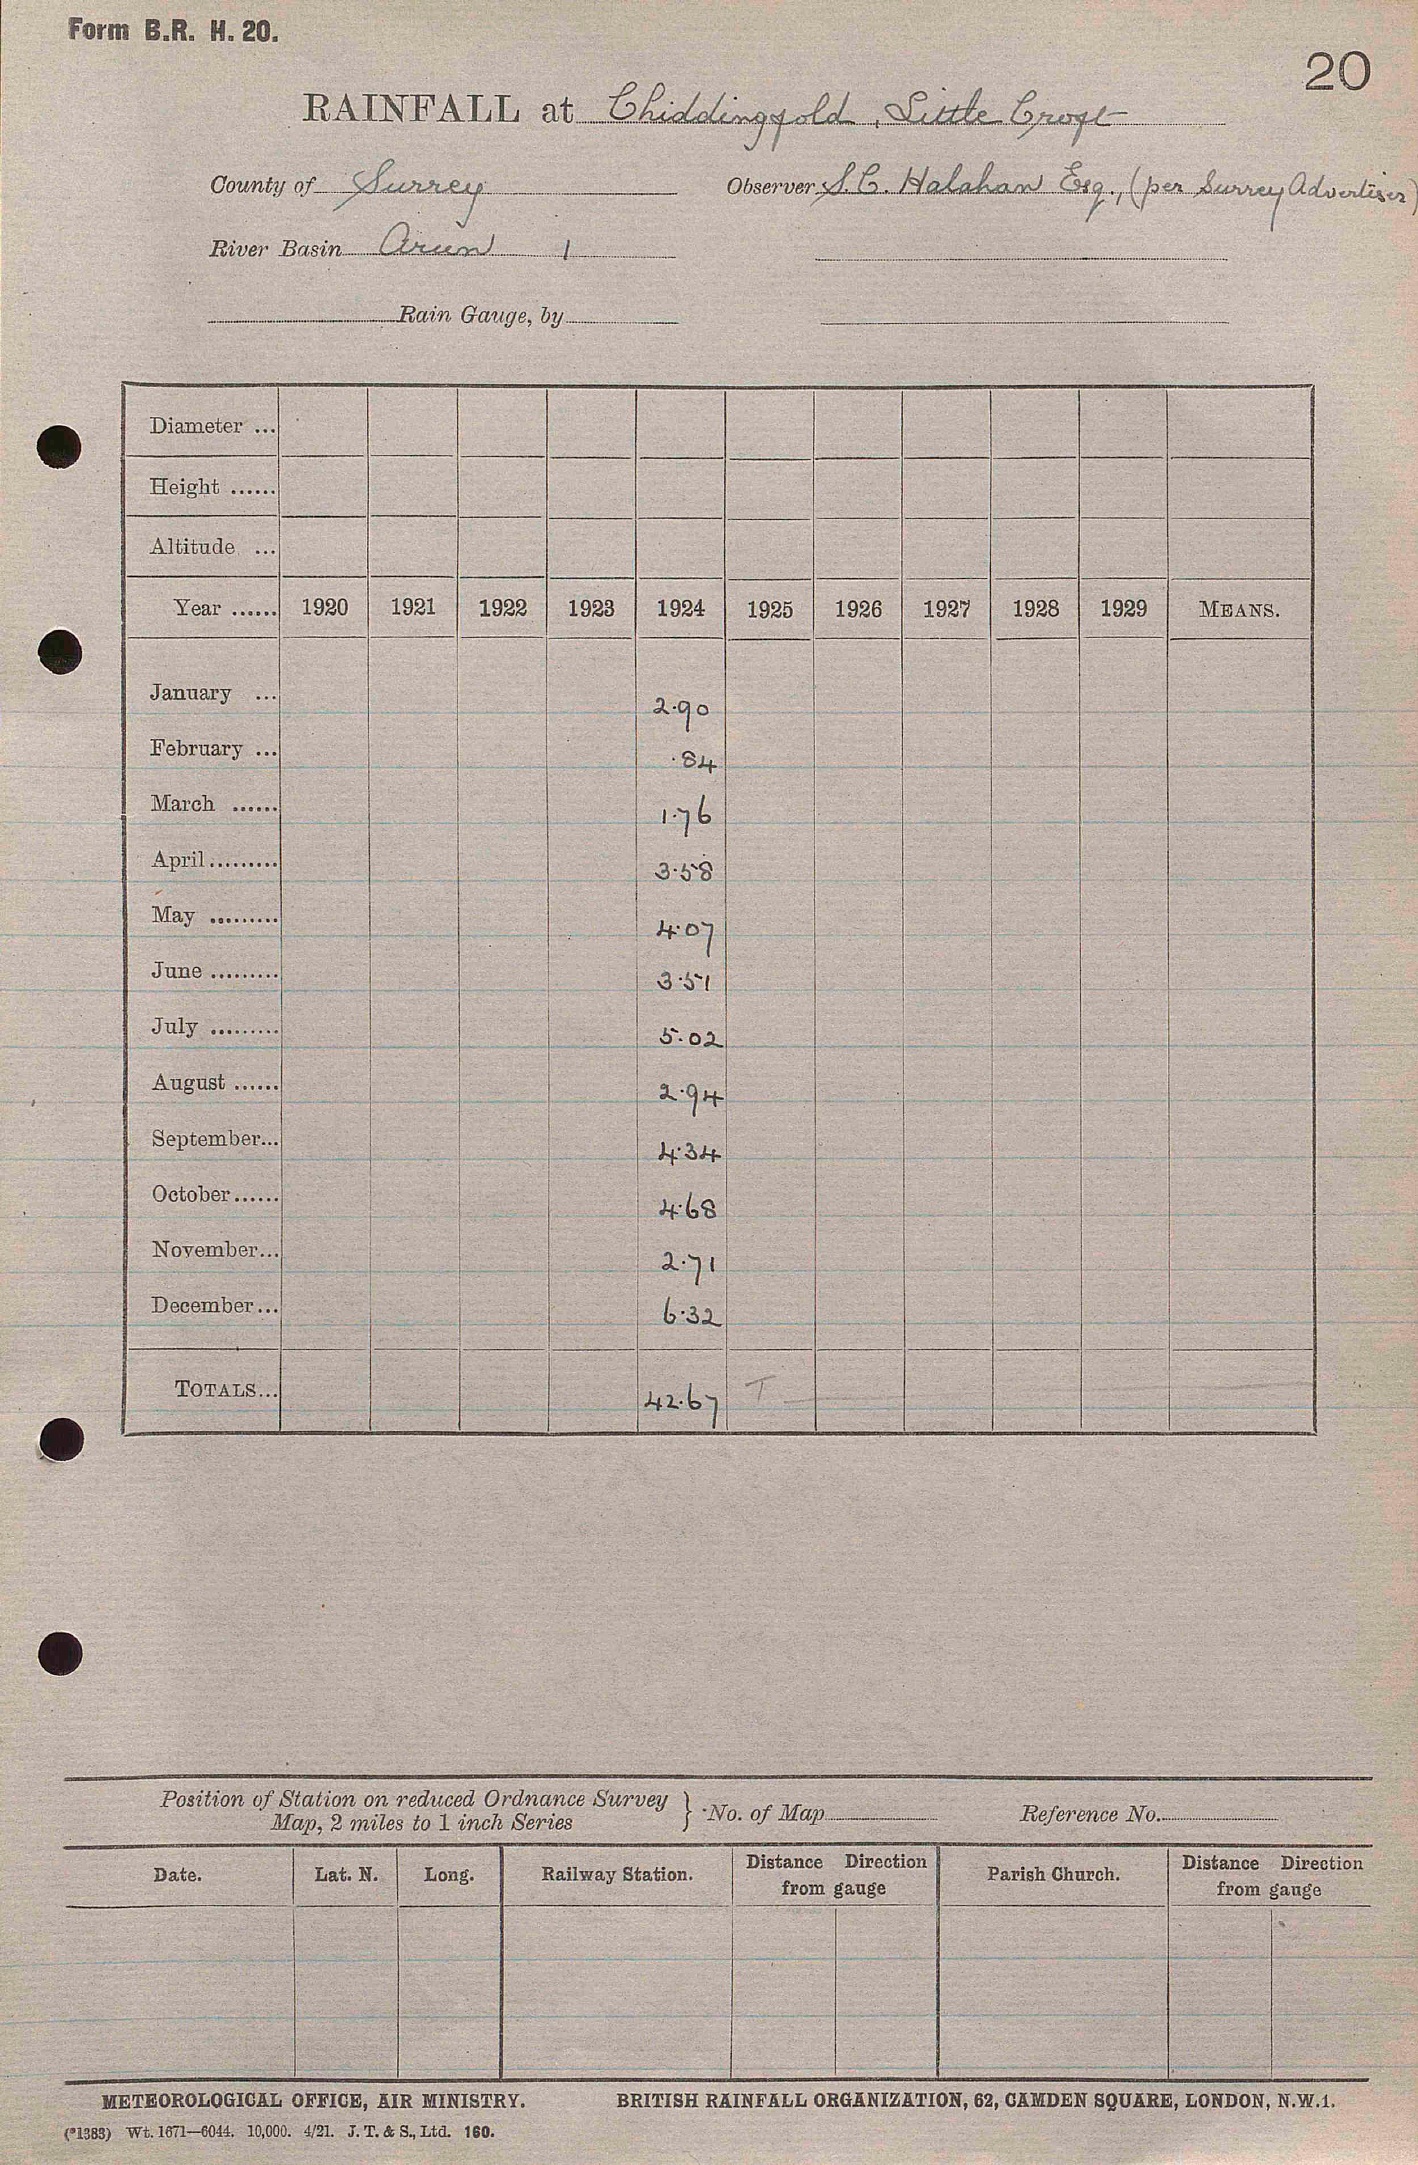 Form B.R. H. 20.
20
RAINFALL at Chiddingfold, Little Croft
County of Surrey Observer S. C. Halahan Esq., (per Surrey Advertiser)
River Basin Arun 1
Rain Gauge, by
Diameter ...
Height ......
Altitude ...
Year ...... 1920 1921 1922 1923 1924 1925 1926 1927 1928 1929 MEANS.
January ... 2.90
February ... .84
March ...... 1.76
April ......... 3.58
May ......... 4.07
June ......... 3.51
July ......... 5.02
August ...... 2.94
September... 4.34
October ...... 4.68
November... 2.71
December... 6.32
TOTALS... 42.67 T
Position of Station on reduced Ordnance Survey
Map, 2 miles to 1 inch Series } No. of Map Reference No.
Date. Lat. N. Long. Railway Station. Distance Direction from gauge Parish Church. Distance Direction from gauge
METEOROLOGICAL OFFICE, AIR MINISTRY. BRITISH RAINFALL ORGANIZATION, 62, CAMDEN SQUARE, LONDON, N.W.1.
(*1383) Wt. 1671—6044. 10,000. 4/21. J. T. & S., Ltd. 160.